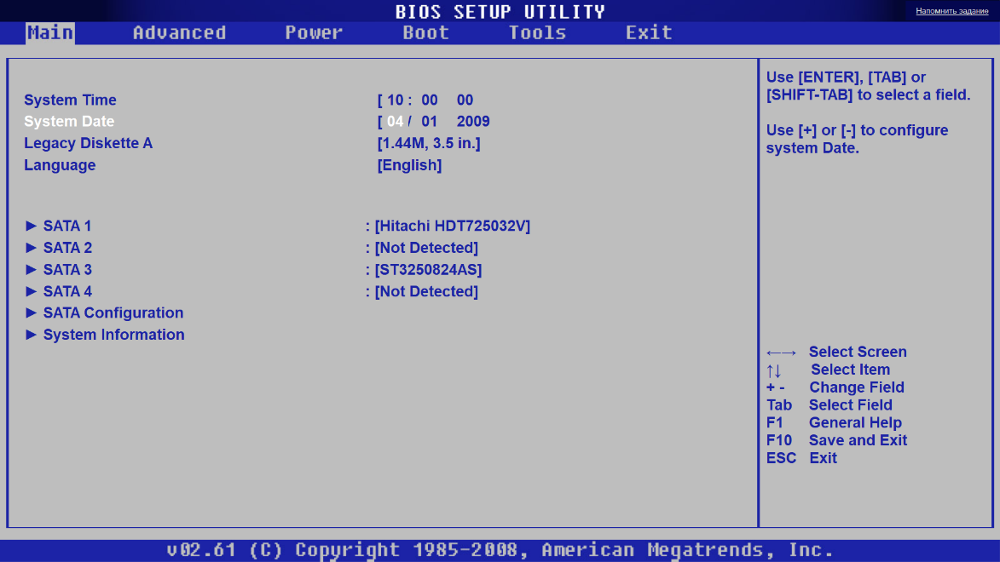 BIOS SETUP UTILITY
Напомнить задание
Main Advanced Power Boot Tools Exit
System Time [ 10 : 00 00
System Date [ 04 / 01 2009
Legacy Diskette A [1.44M, 3.5 in.]
Language [English]
► SATA 1 : [Hitachi HDT725032V]
► SATA 2 : [Not Detected]
► SATA 3 : [ST3250824AS]
► SATA 4 : [Not Detected]
► SATA Configuration
► System Information
Use [ENTER], [TAB] or
[SHIFT-TAB] to select a field.
Use [+] or [-] to configure
system Date.
←→ Select Screen
↑↓ Select Item
+ - Change Field
Tab Select Field
F1 General Help
F10 Save and Exit
ESC Exit
v02.61 (C) Copyright 1985-2008, American Megatrends, Inc.